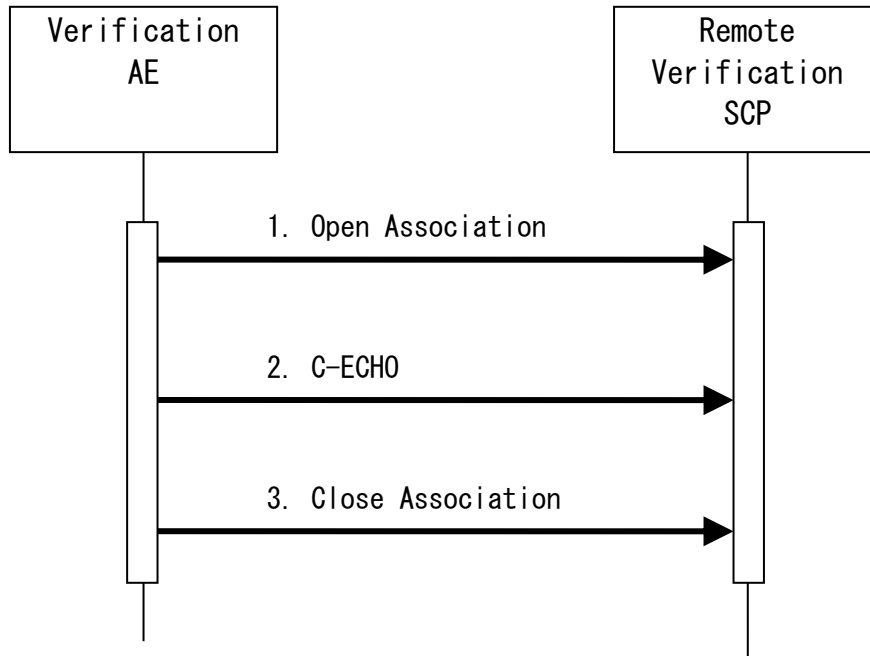 Verification
AE
Remote
Verification
SCP
1. Open Association
2. C-ECHO
3. Close Association